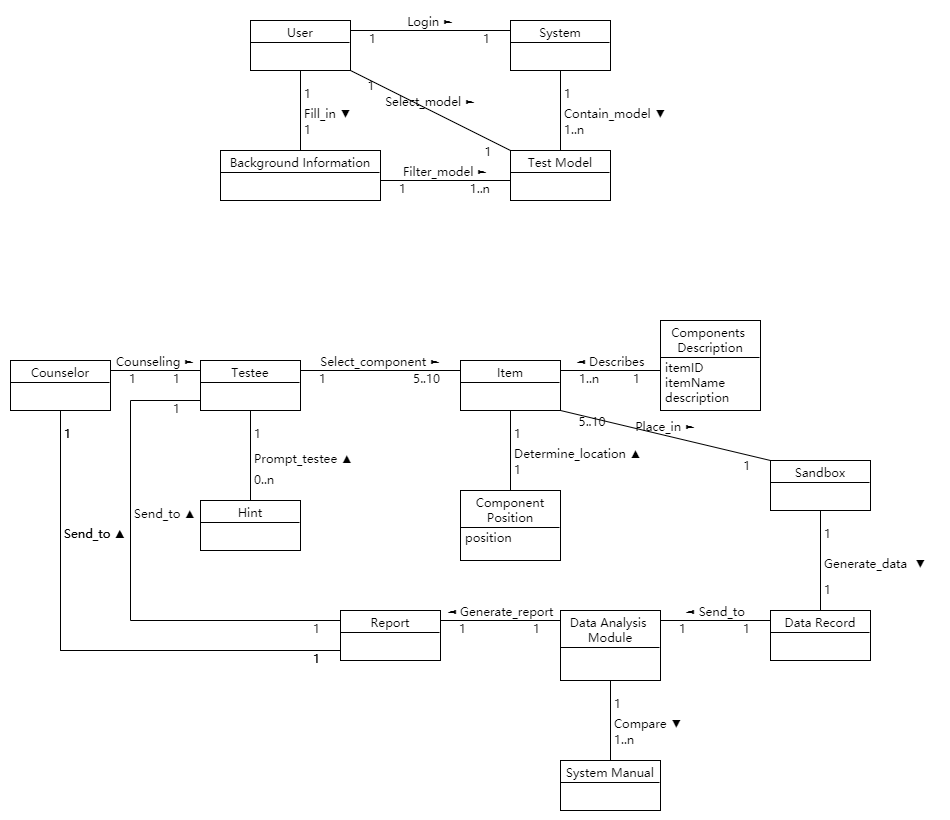 User
Login ►
System
1
1
1
Select_model ►
1
Fill_in ▼
1
1
Contain_model ▼
1..n
1
Background Information
Filter_model ►
Test Model
1
1..n
Components
Description
itemID
itemName
description
Counselor
Counseling ►
1
1
Testee
Select_component ►
1
5..10
Item
◄ Describes
1..n
1
1
5..10
Place_in ►
1
1
Prompt_testee ▲
0..n
1
Determine_location ▲
1
1
Sandbox
Hint
Component
Position
position
Send_to ▲
Send_to ▲
1
Generate_data ▼
1
Report
◄ Generate_report
1
1
Data Analysis
Module
◄ Send_to
1
1
Data Record
1
1
1
Compare ▼
1..n
System Manual